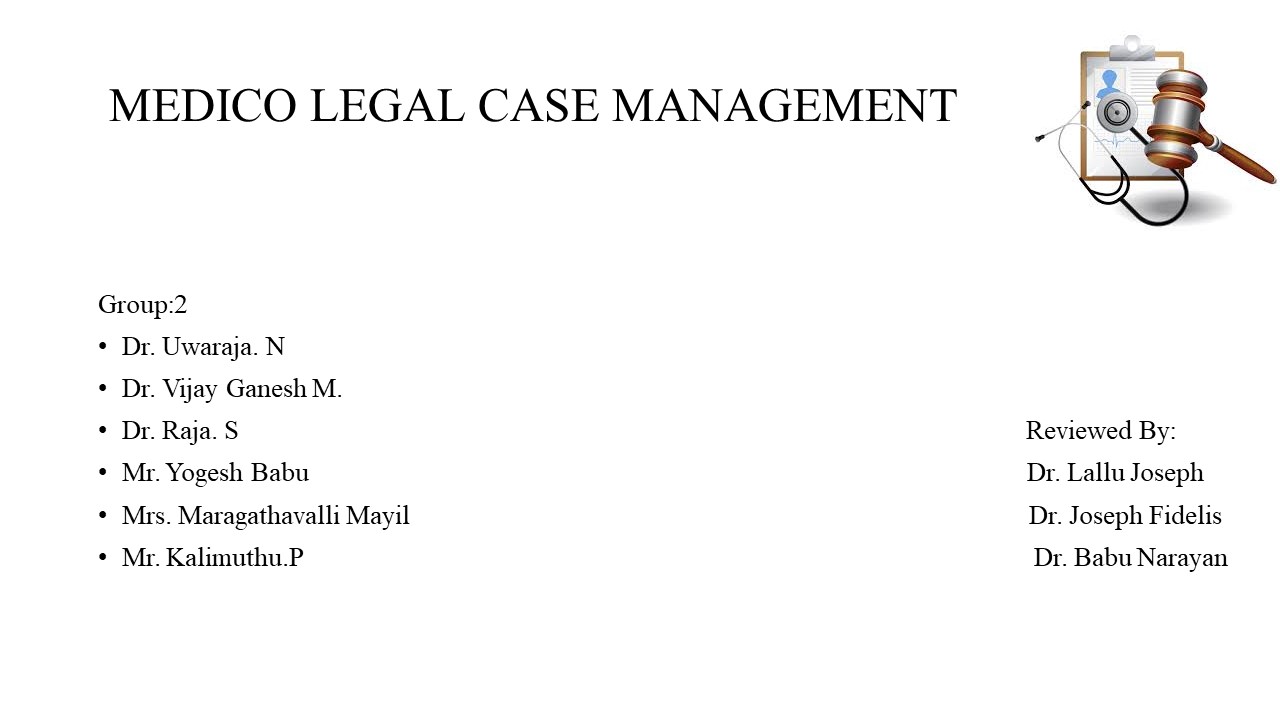 MEDICO LEGAL CASE MANAGEMENT
Group:2
• Dr. Uwaraja. N
• Dr. Vijay Ganesh M.
• Dr. Raja. S
• Mr. Yogesh Babu
• Mrs. Maragathavalli Mayil
• Mr. Kalimuthu.P
Reviewed By:
Dr. Lallu Joseph
Dr. Joseph Fidelis
Dr. Babu Narayan